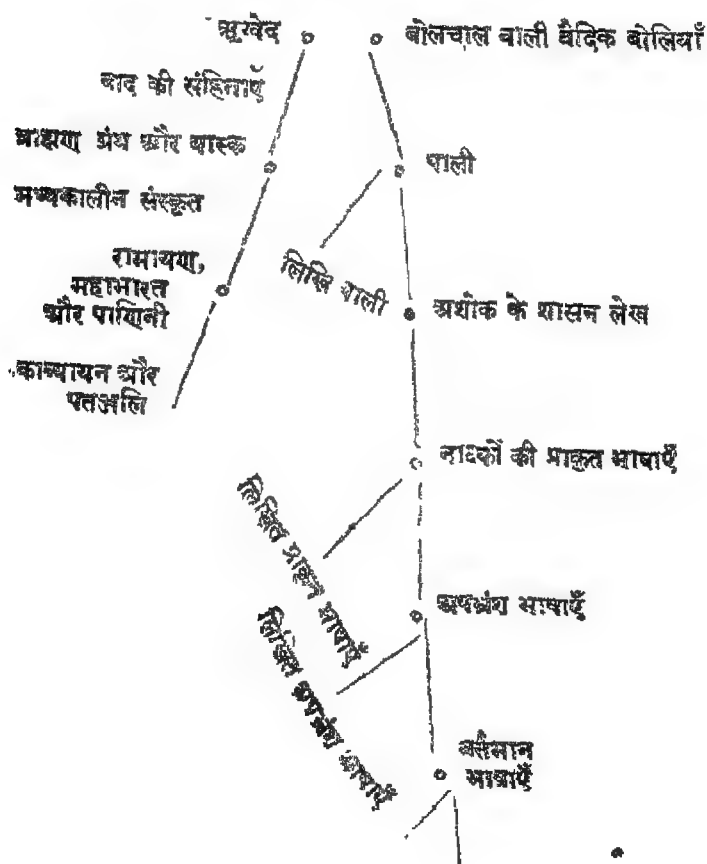 ऋग्वेद
बोलचाल वाली वैदिक बोलियाँ
बाद की संहिताएँ
ब्राह्मण ग्रंथ और यास्क
पाली
मध्यकालीन संस्कृत
रामायण,
महाभारत
और पाणिनी
लिखि पाली
अशोक के शासन लेख
कात्यायन और
पतञ्जलि
नाटकों की प्राकृत भाषाएँ
लिखित प्राकृत भाषाएँ
अपभ्रंश भाषाएँ
लिखित अपभ्रंश भाषाएँ
वर्तमान
भाषाएँ